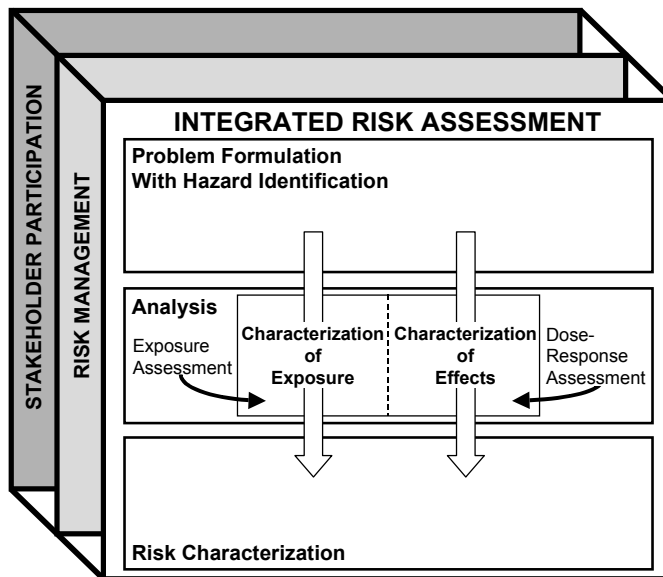 STAKEHOLDER PARTICIPATION
RISK MANAGEMENT
INTEGRATED RISK ASSESSMENT
Problem Formulation
With Hazard Identification
Analysis
Exposure
Assessment
Characterization
of
Exposure
Characterization
of
Effects
Dose-
Response
Assessment
Risk Characterization